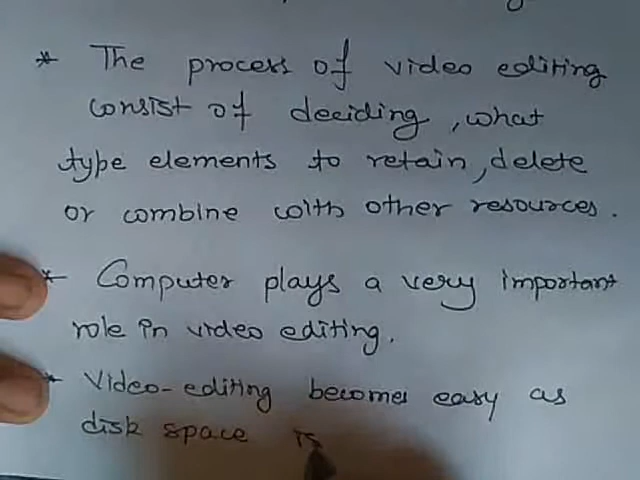 * The process of video editing
consist of deciding, what
type elements to retain, delete
or combine with other resources.
* Computer plays a very important
role in video editing.
* Video-editing becomes easy as
disk space is